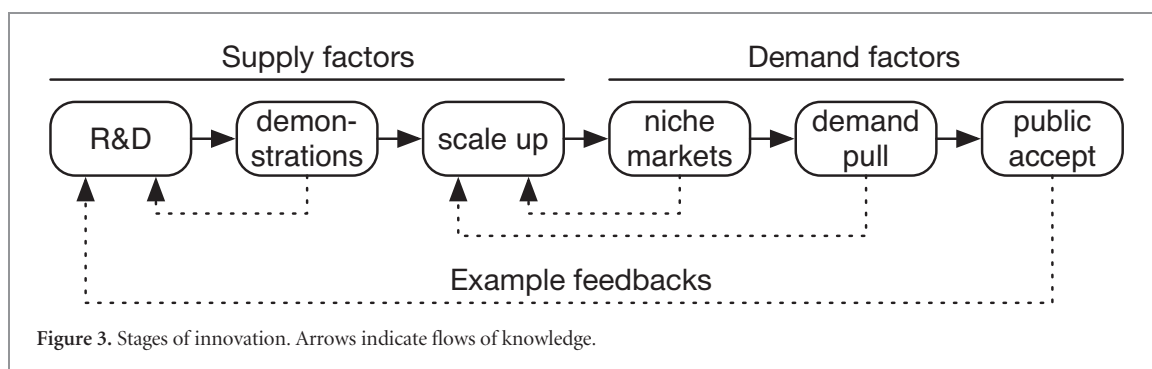 Supply factors
Demand factors
R&D
demon-
strations
scale up
niche
markets
demand
pull
public
accept
Example feedbacks
Figure 3. Stages of innovation. Arrows indicate flows of knowledge.